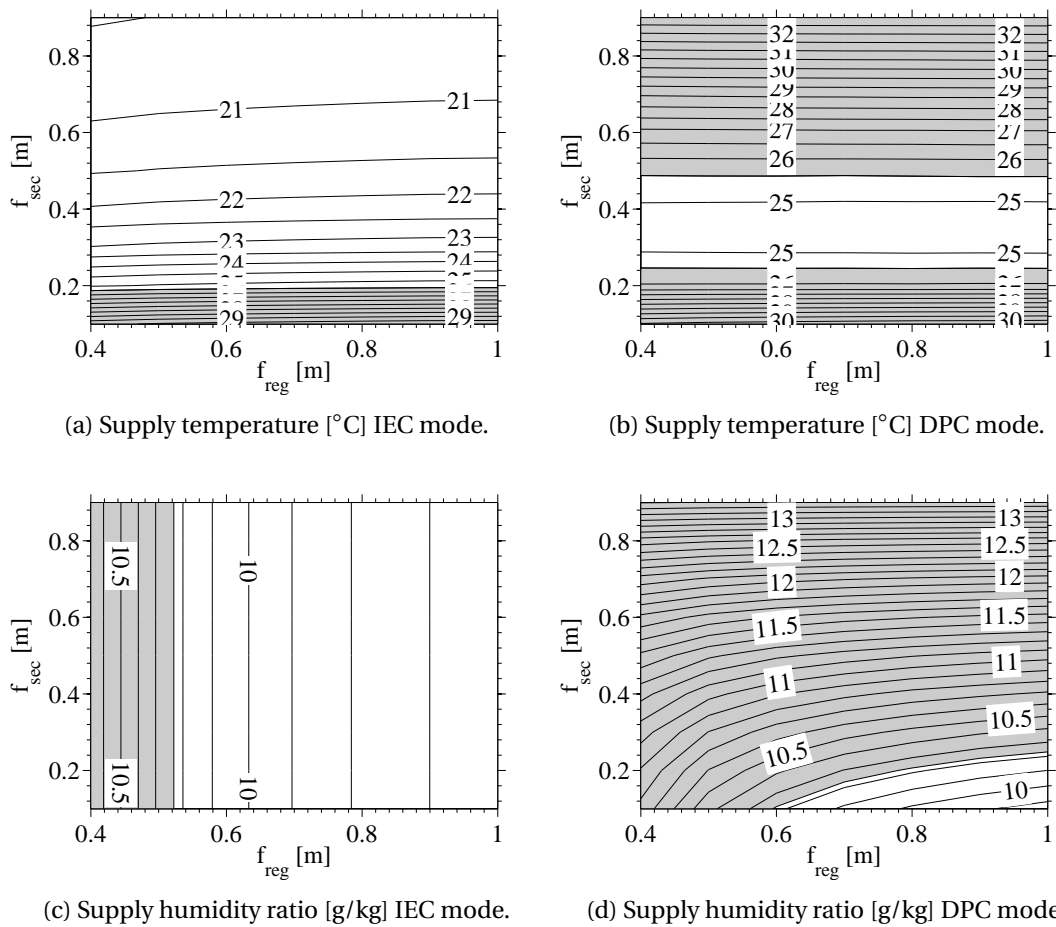 0.8
0.6
0.4
0.2
f_sec [m]
21 21
22 22
23 23
24 24
29 29
0.4 0.6 0.8 1
f_reg [m]
(a) Supply temperature [°C] IEC mode.
0.8
0.6
0.4
0.2
f_sec [m]
32 32
31 31
30 30
29 29
28 28
27 27
26 26
25 25
25 25
30 30
0.4 0.6 0.8 1
f_reg [m]
(b) Supply temperature [°C] DPC mode.
0.8
0.6
0.4
0.2
f_sec [m]
10.5 10
10.5 10
0.4 0.6 0.8 1
f_reg [m]
(c) Supply humidity ratio [g/kg] IEC mode.
0.8
0.6
0.4
0.2
f_sec [m]
13 13
12.5 12.5
12 12
11.5 11.5
11 11
10.5 10.5
10
0.4 0.6 0.8 1
f_reg [m]
(d) Supply humidity ratio [g/kg] DPC mode